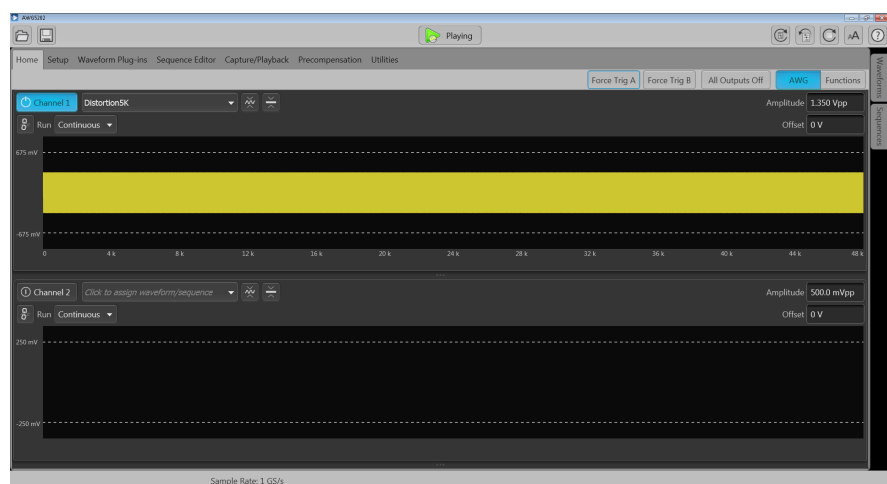 AWG5202
Playing
AA ?
Home Setup Waveform Plug-ins Sequence Editor Capture/Playback Precompensation Utilities
Force Trig A Force Trig B All Outputs Off AWG Functions
Waveforms
Sequences
Channel 1 Distortion5K Amplitude 1.350 Vpp
Run Continuous Offset 0 V
675 mV
-675 mV
0 4 k 8 k 12 k 16 k 20 k 24 k 28 k 32 k 36 k 40 k 44 k 48 k
Channel 2 Click to assign waveform/sequence Amplitude 500.0 mVpp
Run Continuous Offset 0 V
250 mV
-250 mV
Sample Rate: 1 GS/s